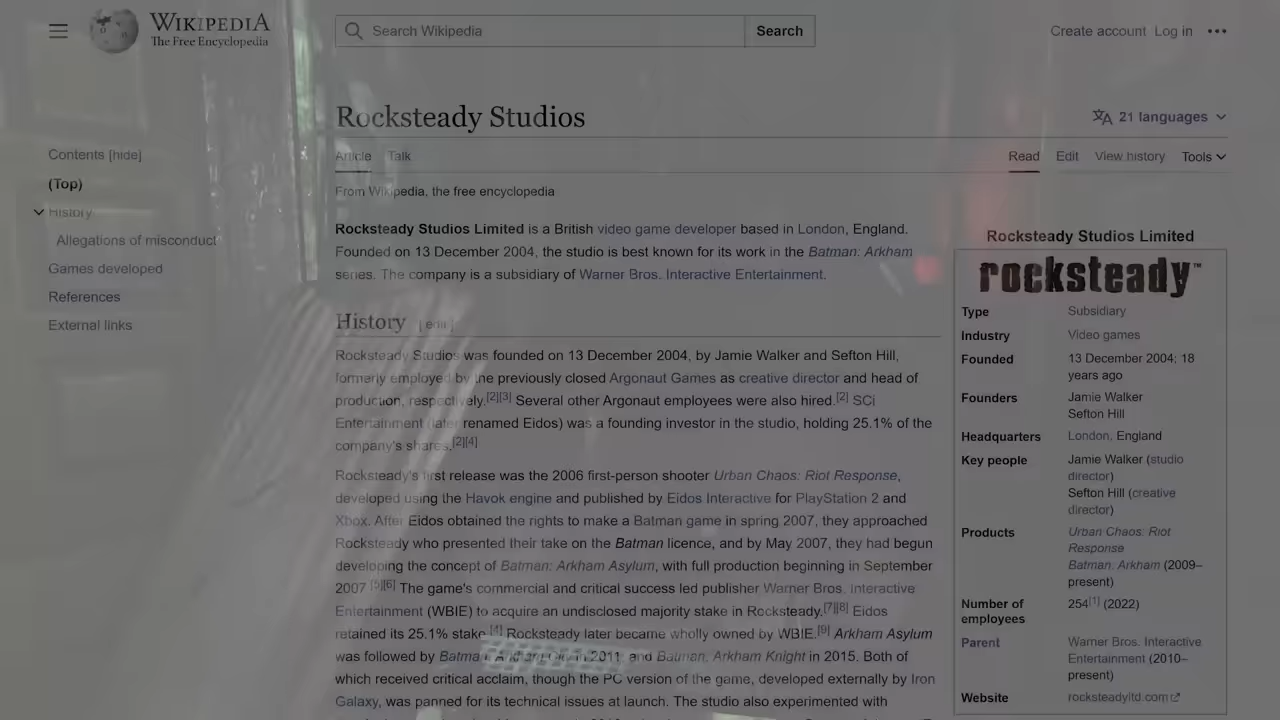 WIKIPEDIA
The Free Encyclopedia
Search Wikipedia
Search
Create account Log in
Rocksteady Studios
21 languages
Article Talk
Read Edit View history Tools
Contents [hide]
(Top)
History
Allegations of misconduct
Games developed
References
External links
From Wikipedia, the free encyclopedia
Rocksteady Studios Limited is a British video game developer based in London, England.
Founded on 13 December 2004, the studio is best known for its work in the Batman: Arkham
series. The company is a subsidiary of Warner Bros. Interactive Entertainment.
History [edit]
Rocksteady Studios was founded on 13 December 2004, by Jamie Walker and Sefton Hill,
formerly employed by the previously closed Argonaut Games as creative director and head of
production, respectively.[2][3] Several other Argonaut employees were also hired.[2] SCi
Entertainment (later renamed Eidos) was a founding investor in the studio, holding 25.1% of the
company's shares.[2][4]
Rocksteady's first release was the 2006 first-person shooter Urban Chaos: Riot Response,
developed using the Havok engine and published by Eidos Interactive for PlayStation 2 and
Xbox. After Eidos obtained the rights to make a Batman game in spring 2007, they approached
Rocksteady who presented their take on the Batman licence, and by May 2007, they had begun
developing the concept of Batman: Arkham Asylum, with full production beginning in September
2007.[5][6] The game's commercial and critical success led publisher Warner Bros. Interactive
Entertainment (WBIE) to acquire an undisclosed majority stake in Rocksteady.[7][8] Eidos
retained its 25.1% stake.[4] Rocksteady later became wholly owned by WBIE.[9] Arkham Asylum
was followed by Batman: Arkham City in 2011, and Batman: Arkham Knight in 2015. Both of
which received critical acclaim, though the PC version of the game, developed externally by Iron
Galaxy, was panned for its technical issues at launch. The studio also experimented with
Rocksteady Studios Limited
rocksteady™
Type Subsidiary
Industry Video games
Founded 13 December 2004; 18
years ago
Founders Jamie Walker
Sefton Hill
Headquarters London, England
Key people Jamie Walker (studio
director)
Sefton Hill (creative
director)
Products Urban Chaos: Riot
Response
Batman: Arkham (2009–
present)
Number of employees 254[1] (2022)
Parent Warner Bros. Interactive
Entertainment (2010–
present)
Website rocksteadyltd.com